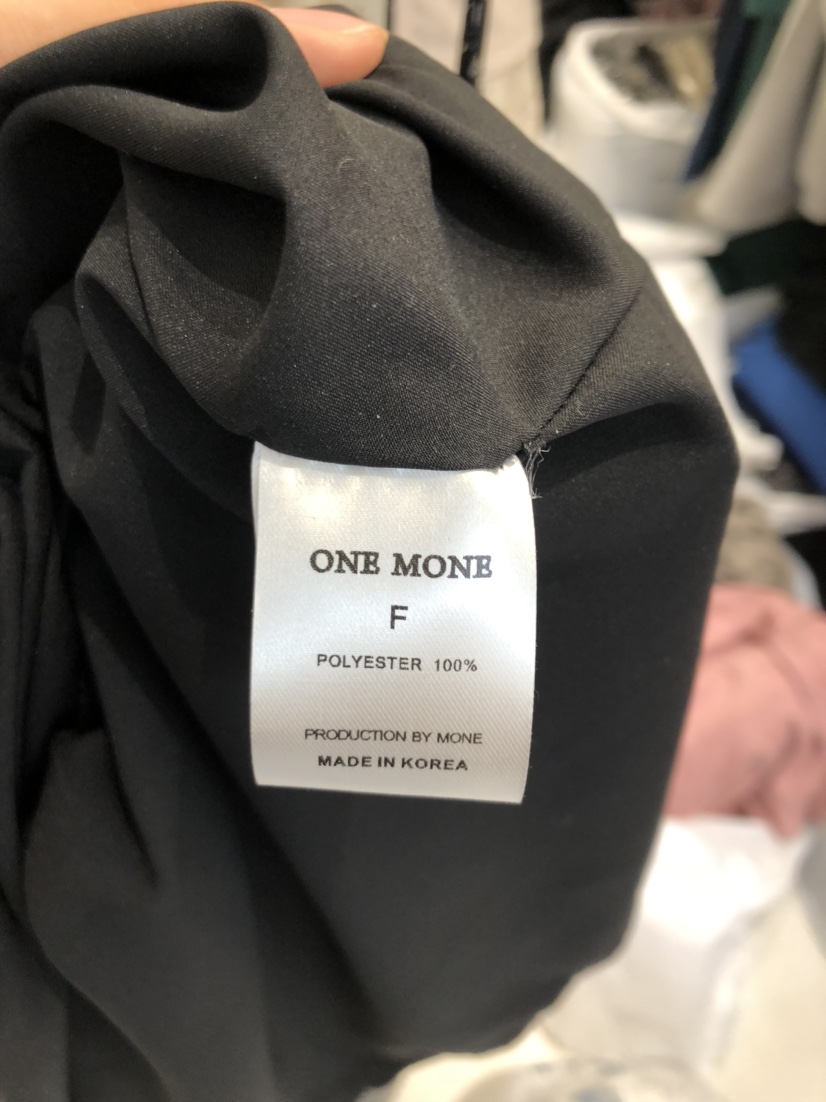 ONE MONE
F
POLYESTER 100%
PRODUCTION BY MONE
MADE IN KOREA